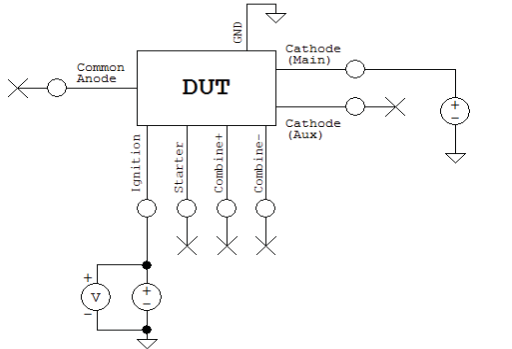 GND
Common
Anode
DUT
Cathode
(Main)
Cathode
(Aux)
+
−
Ignition
Starter
Combine+
Combine-
+
V
−
+
−